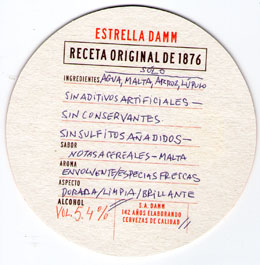 ESTRELLA DAMM
RECETA ORIGINAL DE 1876
SOLO
INGREDIENTES AGUA, MALTA, ARROZ, LÚPULO
SIN ADITIVOS ARTIFICIALES –
SIN CONSERVANTES
SIN SULFITOS AÑADIDOS –
SABOR
NOTAS A CEREALES – MALTA
AROMA
ENVOLVENTE/ESPECIAS FRESCAS
ASPECTO
DORADA/LIMPIA/BRILLANTE
ALCOHOL
VOL. 5,4%
S.A. DAMM
142 AÑOS ELABORANDO
CERVEZAS DE CALIDAD